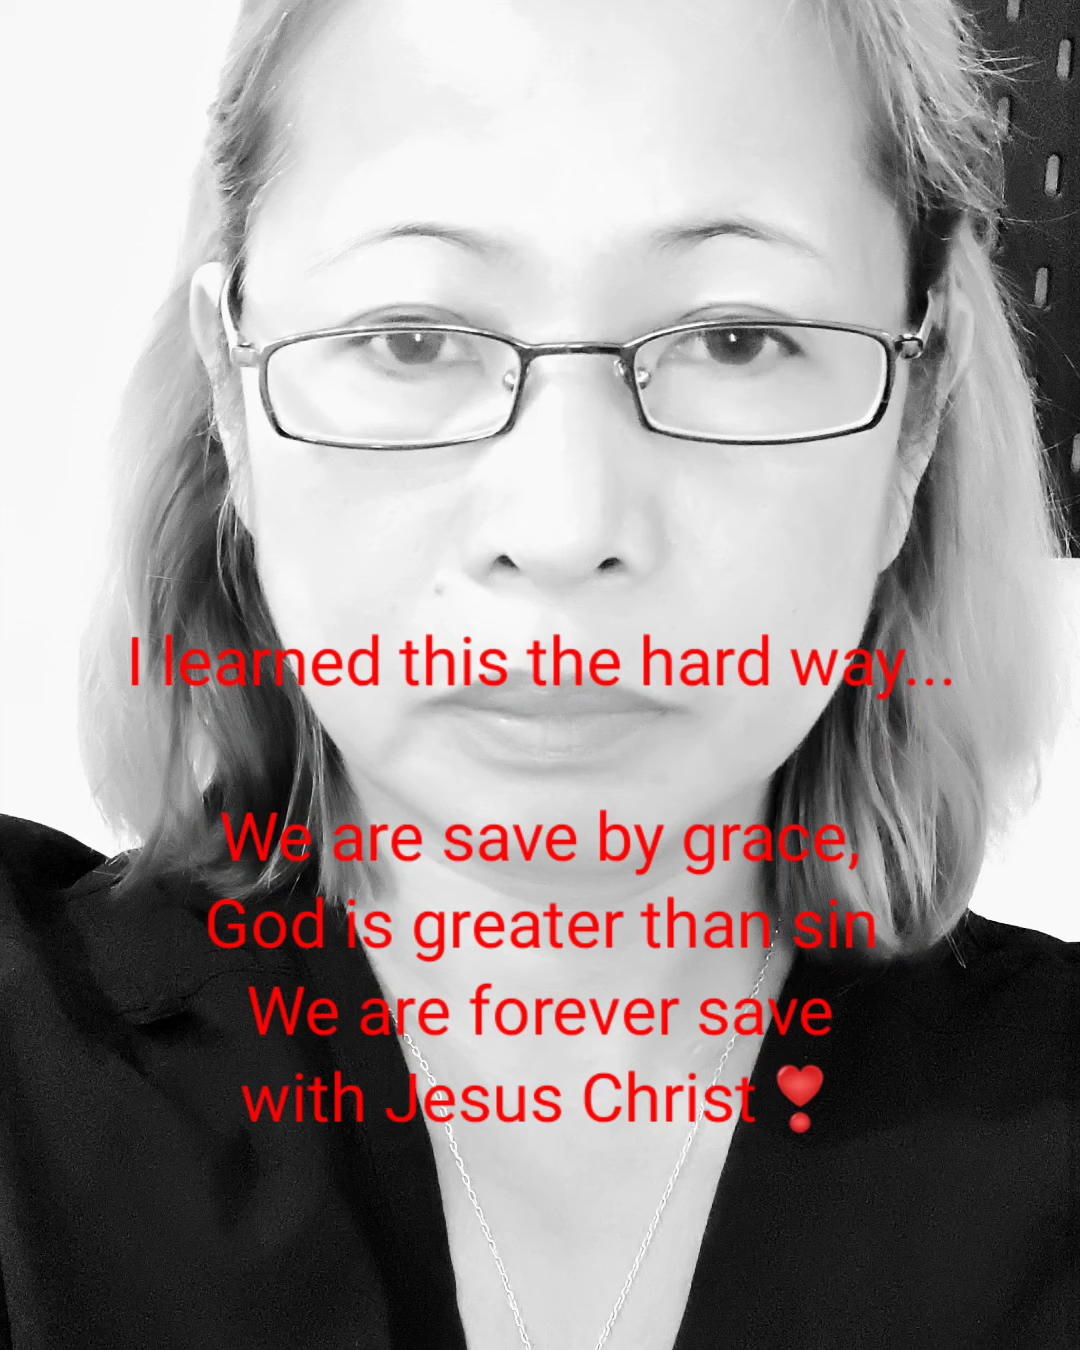 I learned this the hard way...
We are save by grace,
God is greater than sin
We are forever save
with Jesus Christ ❣